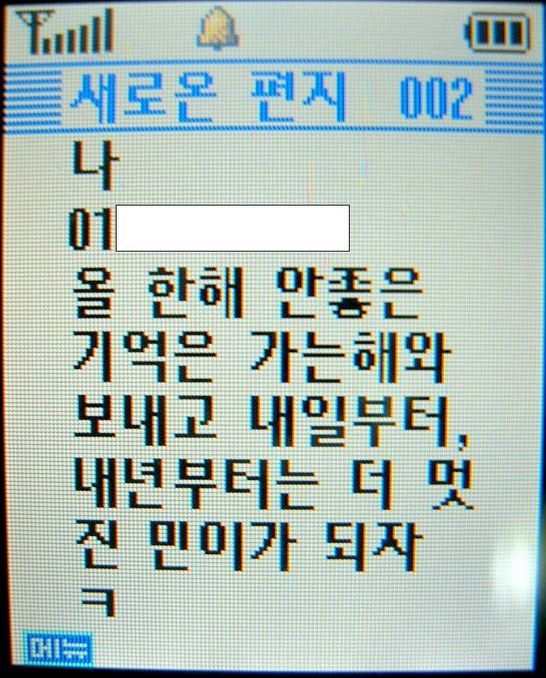 새로온 편지 002
나
01
올 한해 안좋은
기억은 가는해와
보내고 내일부터,
내년부터는 더 멋
진 민이가 되자
ㅋ
메뉴